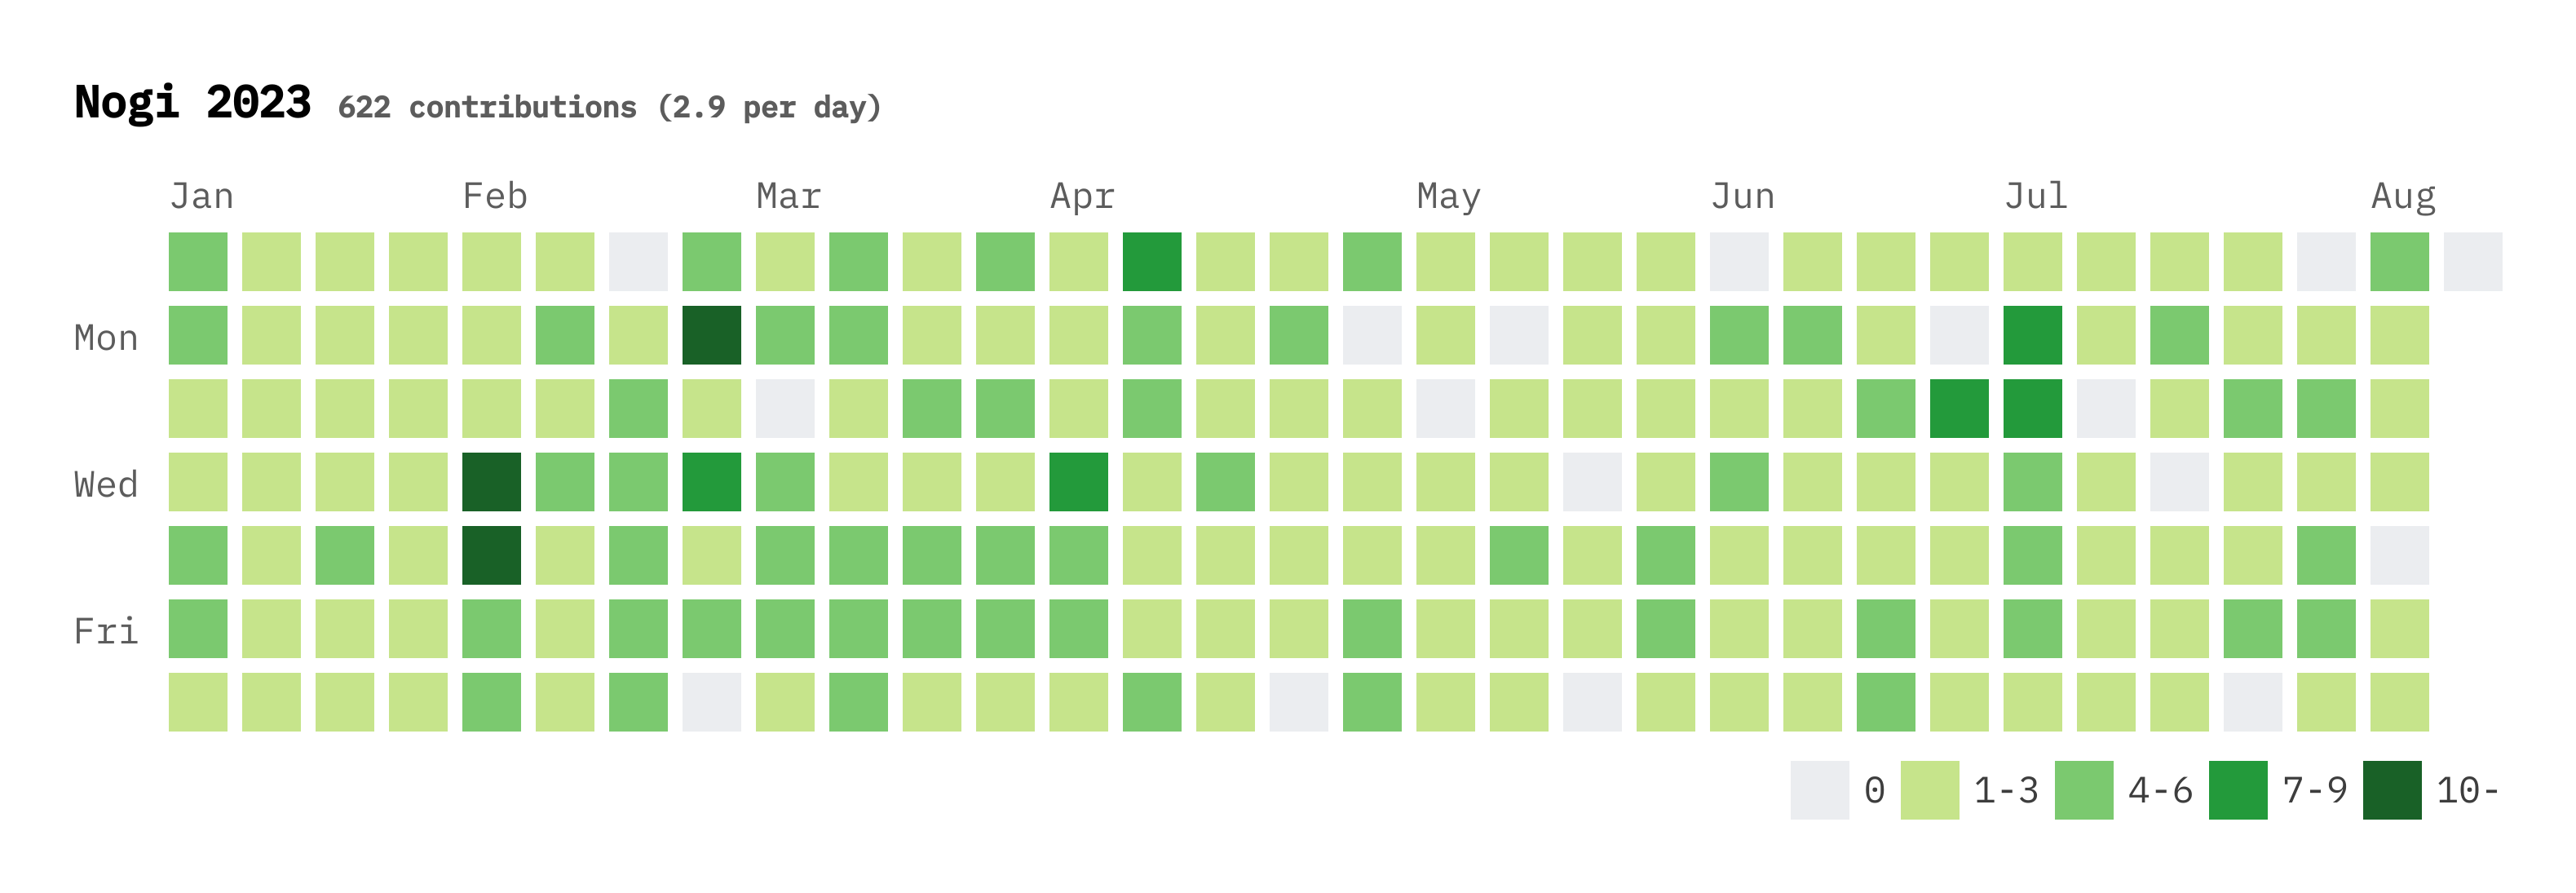 Nogi 2023 622 contributions (2.9 per day)
Jan Feb Mar Apr May Jun Jul Aug
Mon
Wed
Fri
0 1-3 4-6 7-9 10-